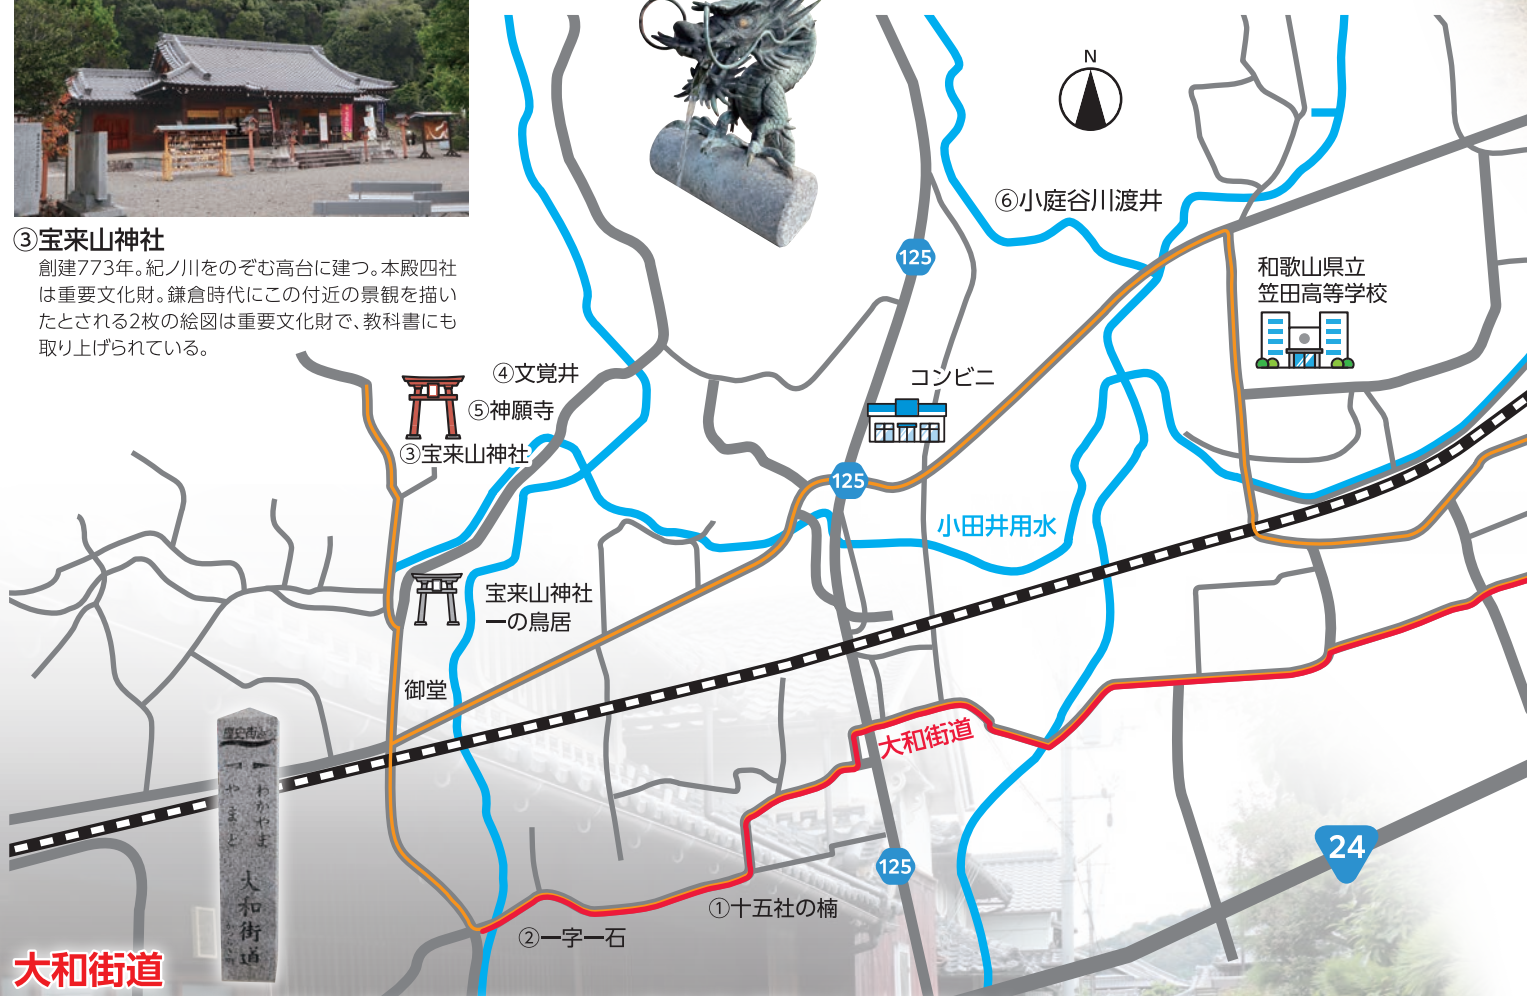 ③宝来山神社
創建773年。紀ノ川をのぞむ高台に建つ。本殿四社
は重要文化財。鎌倉時代にこの付近の景観を描い
たとされる2枚の絵図は重要文化財で、教科書にも
取り上げられている。
N
⑥小庭谷川渡井
125
和歌山県立
笠田高等学校
④文覚井
コンビニ
⑤神願寺
③宝来山神社
125
小田井用水
宝来山神社
一の鳥居
御堂
大和街道
わかやま
やまと
大和街道
24
125
①十五社の楠
②一字一石
大和街道